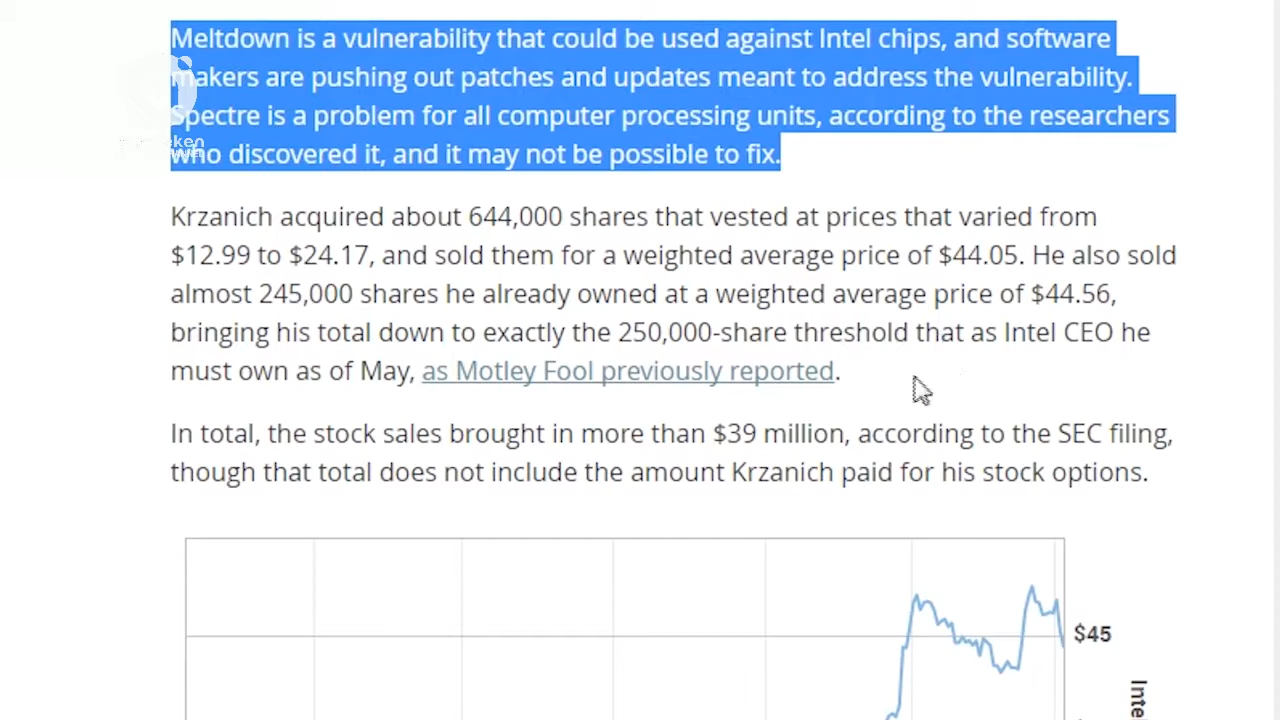 Meltdown is a vulnerability that could be used against Intel chips, and software
makers are pushing out patches and updates meant to address the vulnerability.
Spectre is a problem for all computer processing units, according to the researchers
who discovered it, and it may not be possible to fix.
Krzanich acquired about 644,000 shares that vested at prices that varied from
$12.99 to $24.17, and sold them for a weighted average price of $44.05. He also sold
almost 245,000 shares he already owned at a weighted average price of $44.56,
bringing his total down to exactly the 250,000-share threshold that as Intel CEO he
must own as of May, as Motley Fool previously reported.
In total, the stock sales brought in more than $39 million, according to the SEC filing,
though that total does not include the amount Krzanich paid for his stock options.
$45